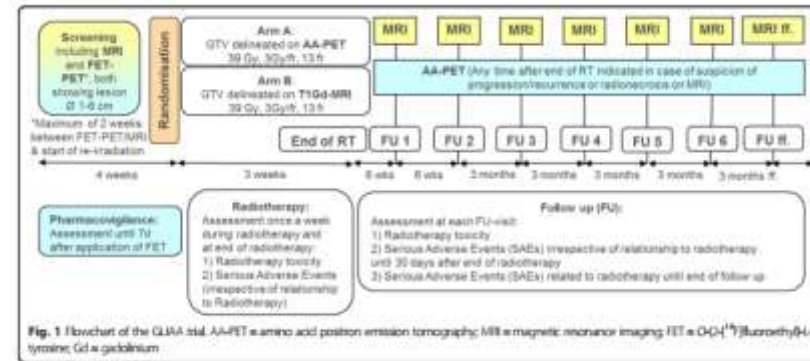 Screening
including MRI
and FET-
PET*, both
showing lesion
Ø 1-6 cm
*Maximum of 2 weeks
between FET-PET/MRI
& start of re-irradiation
Randomisation
Arm A:
GTV delineated on AA-PET
39 Gy, 3Gy/fr, 13 fr
Arm B:
GTV delineated on T1Gd-MRI
39 Gy, 3Gy/fr, 13 fr
End of RT
MRI
MRI
MRI
MRI
MRI
MRI
MRI ff.
AA-PET (Any time after end of RT indicated in case of suspicion of
progression/recurrence or radionecrosis on MRI)
FU 1
FU 2
FU 3
FU 4
FU 5
FU 6
FU ff.
4 weeks
3 weeks
6 wks
6 wks
3 months
3 months
3 months
3 months
3 months ff.
Pharmacovigilance:
Assessment until 7d
after application of FET
Radiotherapy:
Assessment once a week
during radiotherapy and
at end of radiotherapy:
1) Radiotherapy toxicity
2) Serious Adverse Events
(irrespective of relationship
to Radiotherapy)
Follow up (FU):
Assessment at each FU-visit:
1) Radiotherapy toxicity
2) Serious Adverse Events (SAEs) irrespective of relationship to radiotherapy
until 30 days after end of radiotherapy
3) Serious Adverse Events (SAEs) related to radiotherapy until end of follow up
Fig. 1 Flowchart of the GLIAA trial. AA-PET = amino acid positron emission tomography; MRI = magnetic resonance imaging; FET = O-(2-[18F]fluoroethyl)-L-
tyrosine; Gd = gadolinium